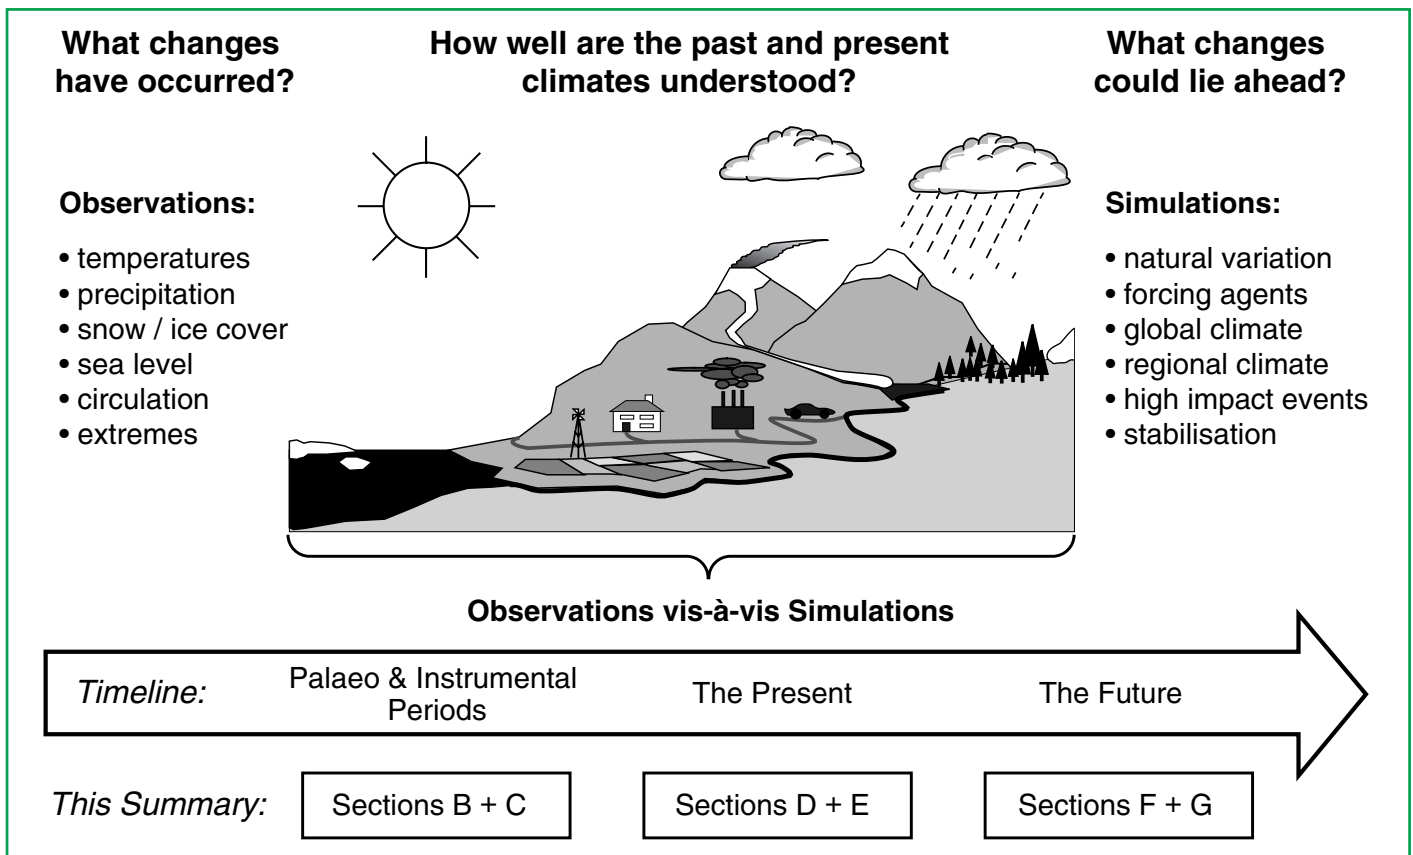 What changes
have occurred?
How well are the past and present
climates understood?
What changes
could lie ahead?
Observations:
• temperatures
• precipitation
• snow / ice cover
• sea level
• circulation
• extremes
Simulations:
• natural variation
• forcing agents
• global climate
• regional climate
• high impact events
• stabilisation
Observations vis-à-vis Simulations
Timeline:
Palaeo & Instrumental
Periods
The Present
The Future
This Summary:
Sections B + C
Sections D + E
Sections F + G